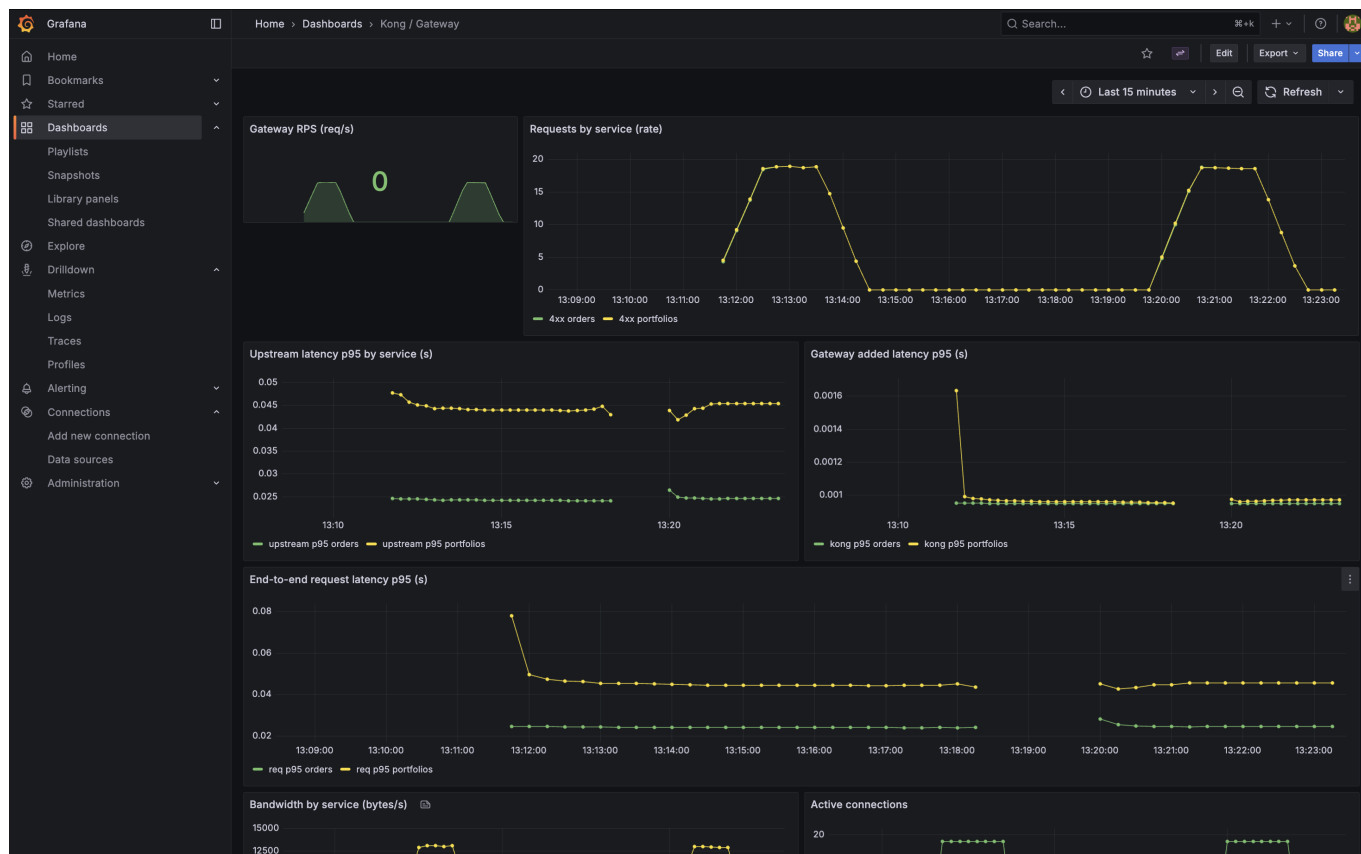 Grafana
Home › Dashboards › Kong / Gateway
Search...
⌘+k
Home
Bookmarks
Starred
Dashboards
Playlists
Snapshots
Library panels
Shared dashboards
Explore
Drilldown
Metrics
Logs
Traces
Profiles
Alerting
Connections
Add new connection
Data sources
Administration
Edit
Export
Share
Last 15 minutes
Refresh
Gateway RPS (req/s)
0
Requests by service (rate)
20
15
10
5
0
13:09:00 13:10:00 13:11:00 13:12:00 13:13:00 13:14:00 13:15:00 13:16:00 13:17:00 13:18:00 13:19:00 13:20:00 13:21:00 13:22:00 13:23:00
4xx orders 4xx portfolios
Upstream latency p95 by service (s)
0.05
0.045
0.04
0.035
0.03
0.025
13:10 13:15 13:20
upstream p95 orders upstream p95 portfolios
Gateway added latency p95 (s)
0.0016
0.0014
0.0012
0.001
13:10 13:15 13:20
kong p95 orders kong p95 portfolios
End-to-end request latency p95 (s)
0.08
0.06
0.04
0.02
13:09:00 13:10:00 13:11:00 13:12:00 13:13:00 13:14:00 13:15:00 13:16:00 13:17:00 13:18:00 13:19:00 13:20:00 13:21:00 13:22:00 13:23:00
req p95 orders req p95 portfolios
Bandwidth by service (bytes/s)
15000
12500
Active connections
20